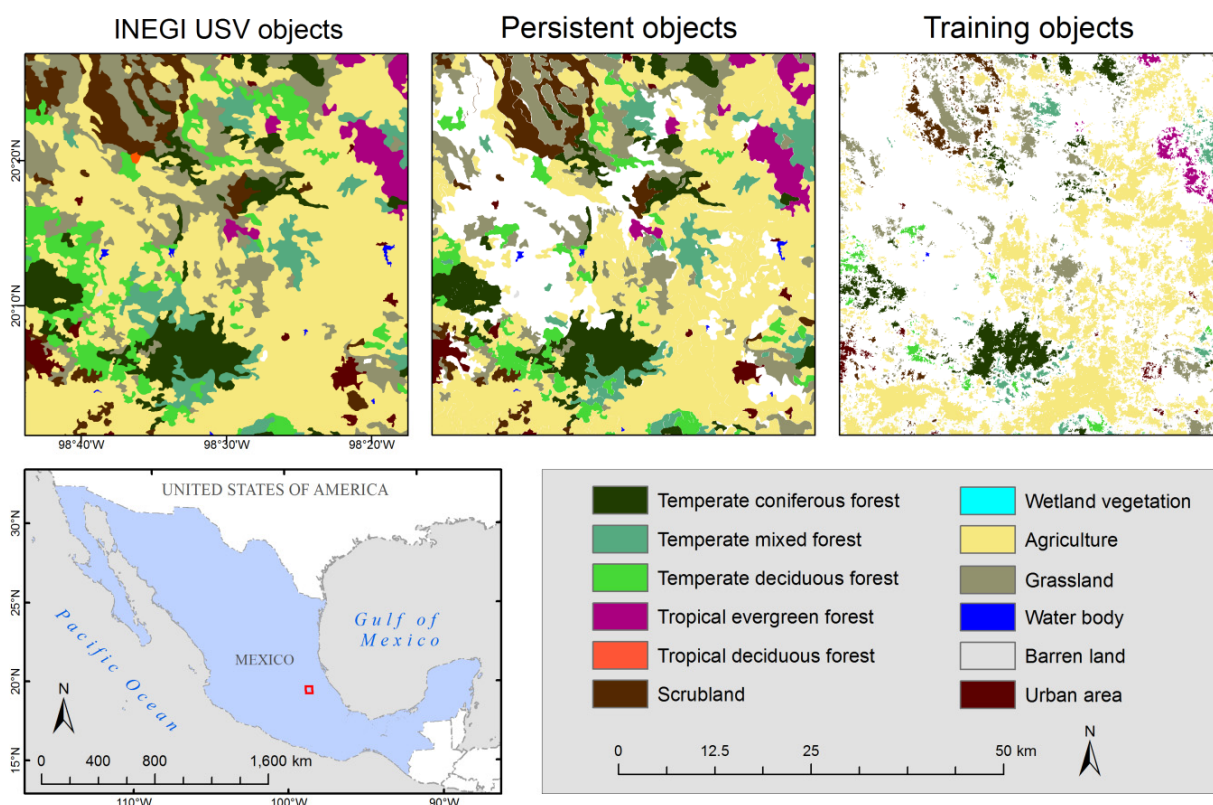 INEGI USV objects
Persistent objects
Training objects
20°20'N
20°10'N
98°40'W
98°30'W
98°20'W
UNITED STATES OF AMERICA
30°N
25°N
20°N
15°N
Gulf of
Mexico
Pacific Ocean
MEXICO
N
0 400 800 1,600 km
110°W
100°W
90°W
Temperate coniferous forest
Temperate mixed forest
Temperate deciduous forest
Tropical evergreen forest
Tropical deciduous forest
Scrubland
Wetland vegetation
Agriculture
Grassland
Water body
Barren land
Urban area
0 12.5 25 50 km
N